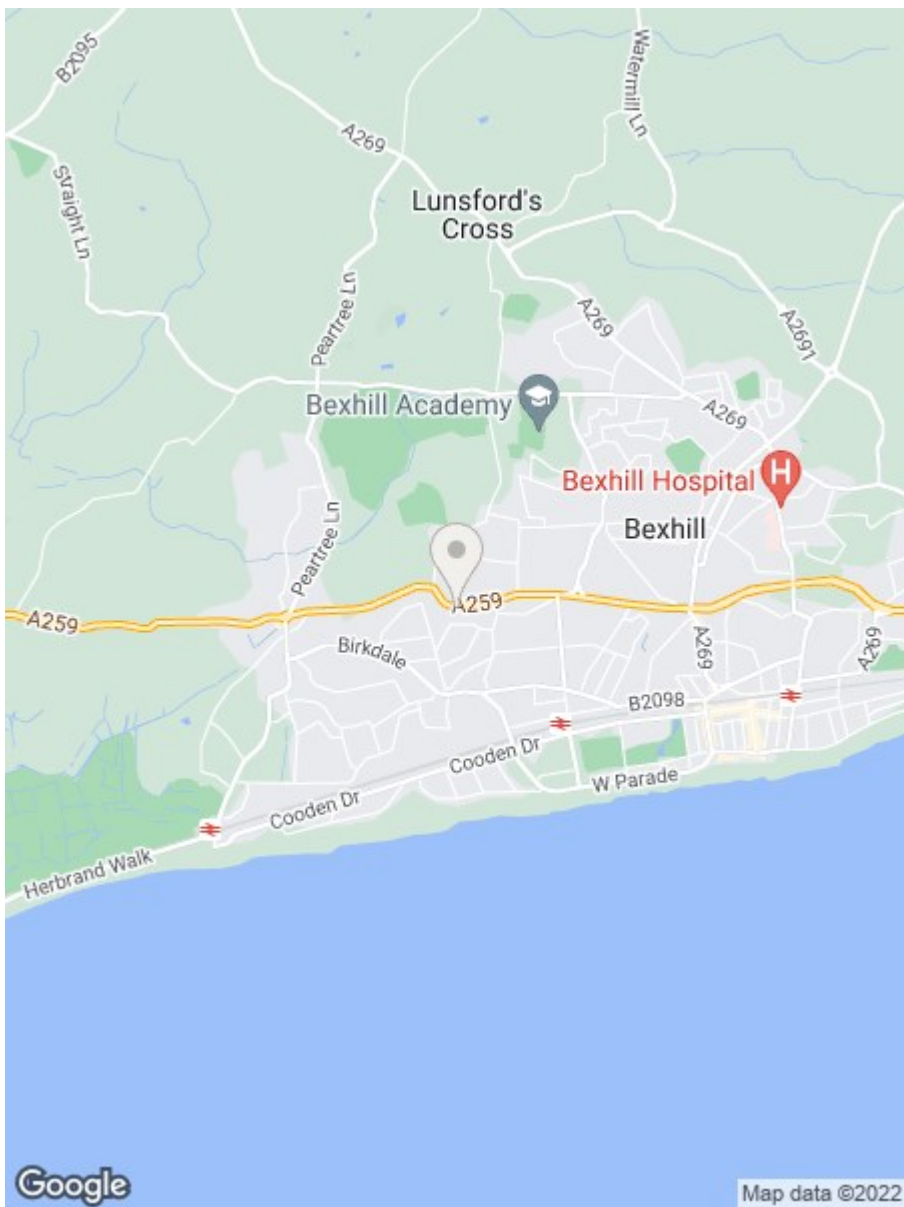 B2095
Watermill Ln
A269
Straight Ln
Lunsford's
Cross
Peartree Ln
A269
A2691
Bexhill Academy
A269
Bexhill Hospital
H
Bexhill
Peartree Ln
A259
A259
Birkdale
A269
A269
B2098
Cooden Dr
W Parade
Cooden Dr
Herbrand Walk
Google
Map data ©2022